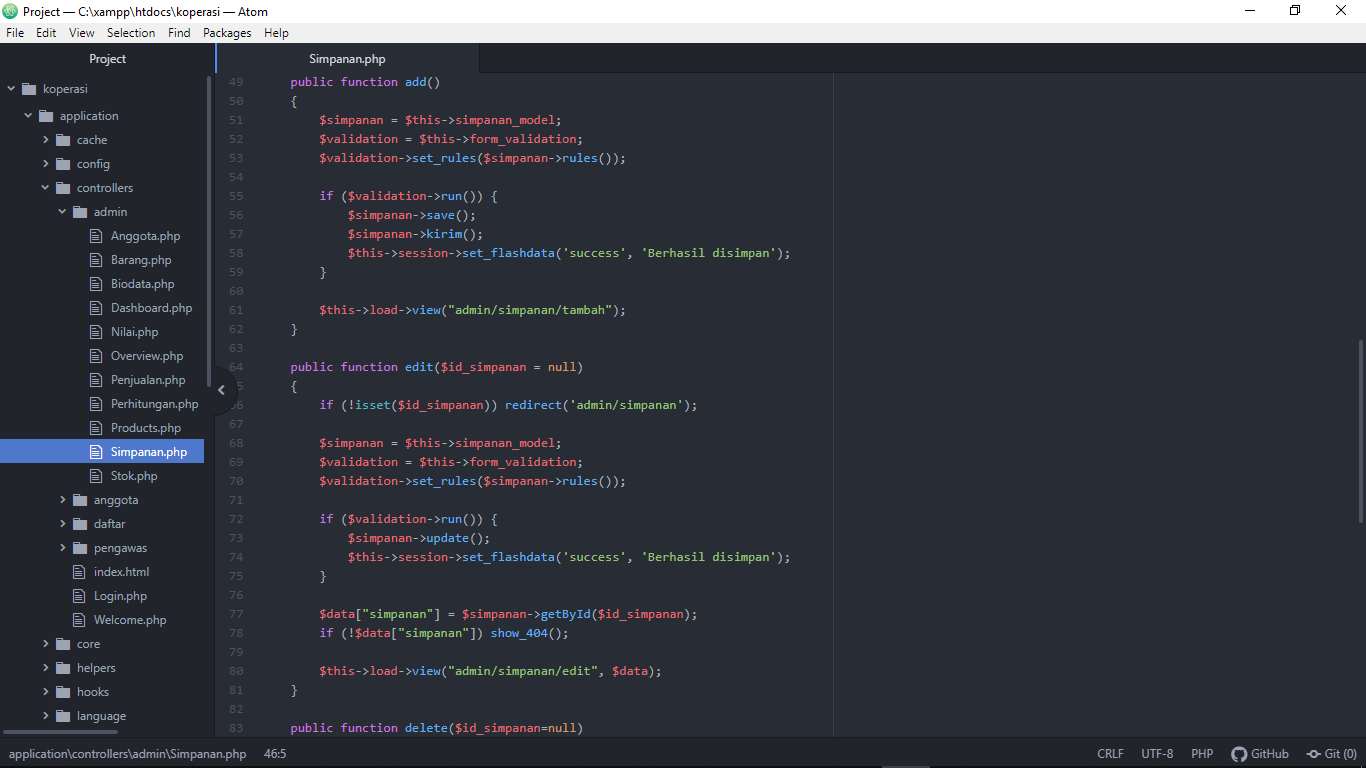 Project — C:\xampp\htdocs\koperasi — Atom
File Edit View Selection Find Packages Help
Project
koperasi
application
cache
config
controllers
admin
Anggota.php
Barang.php
Biodata.php
Dashboard.php
Nilai.php
Overview.php
Penjualan.php
Perhitungan.php
Products.php
Simpanan.php
Stok.php
anggota
daftar
pengawas
index.html
Login.php
Welcome.php
core
helpers
hooks
language
Simpanan.php
49 public function add()
50 {
51 $simpanan = $this->simpanan_model;
52 $validation = $this->form_validation;
53 $validation->set_rules($simpanan->rules());
54
55 if ($validation->run()) {
56 $simpanan->save();
57 $simpanan->kirim();
58 $this->session->set_flashdata('success', 'Berhasil disimpan');
59 }
60
61 $this->load->view("admin/simpanan/tambah");
62 }
63
64 public function edit($id_simpanan = null)
5 {
6 if (!isset($id_simpanan)) redirect('admin/simpanan');
67
68 $simpanan = $this->simpanan_model;
69 $validation = $this->form_validation;
70 $validation->set_rules($simpanan->rules());
71
72 if ($validation->run()) {
73 $simpanan->update();
74 $this->session->set_flashdata('success', 'Berhasil disimpan');
75 }
76
77 $data["simpanan"] = $simpanan->getById($id_simpanan);
78 if (!$data["simpanan"]) show_404();
79
80 $this->load->view("admin/simpanan/edit", $data);
81 }
82
83 public function delete($id_simpanan=null)
application\controllers\admin\Simpanan.php 46:5 CRLF UTF-8 PHP GitHub Git (0)